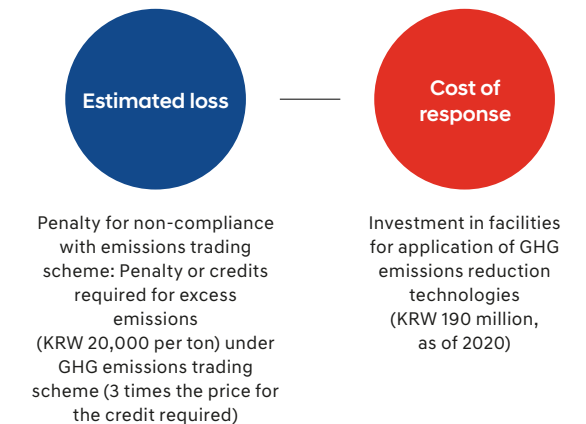 Estimated loss
Cost of
response
Penalty for non-compliance
with emissions trading
scheme: Penalty or credits
required for excess
emissions
(KRW 20,000 per ton) under
GHG emissions trading
scheme (3 times the price for
the credit required)
Investment in facilities
for application of GHG
emissions reduction
technologies
(KRW 190 million,
as of 2020)